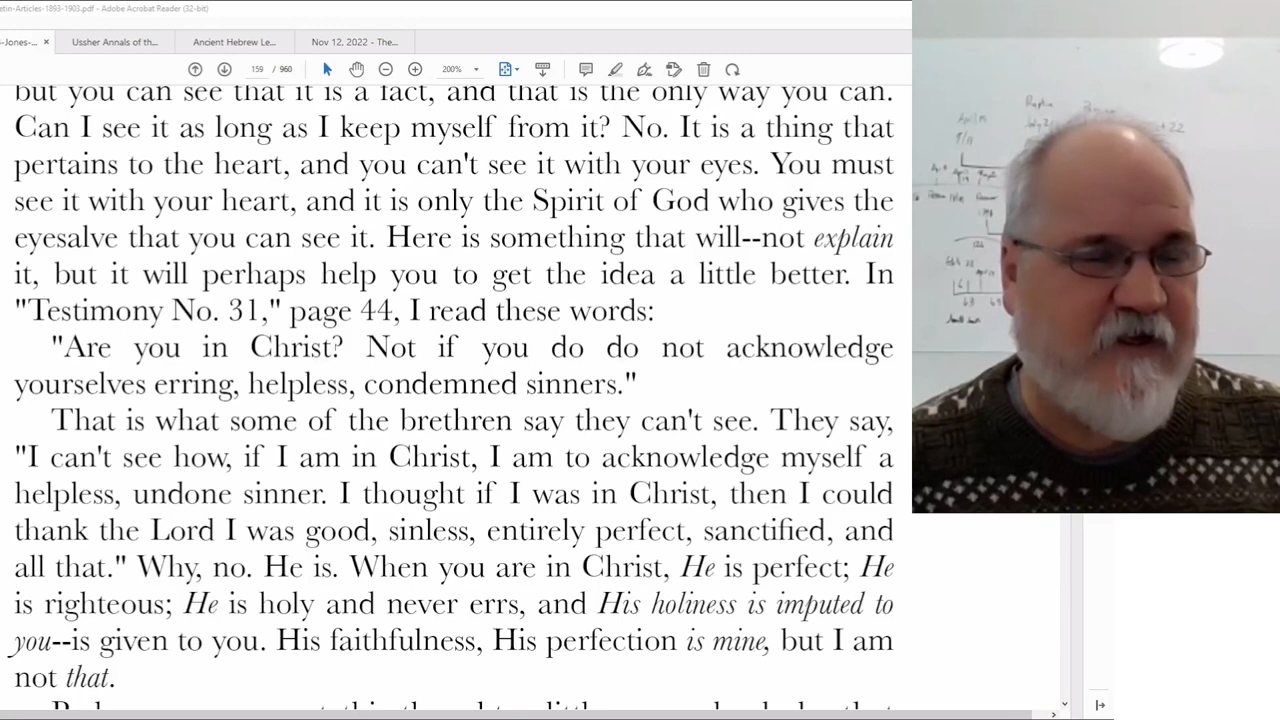 etin-Articles-1893-1903.pdf - Adobe Acrobat Reader (32-bit)
-Jones-... × Ussher Annals of th... Ancient Hebrew Le... Nov 12, 2022 - The...
159 / 960 200%
but you can see that it is a fact, and that is the only way you can.
Can I see it as long as I keep myself from it? No. It is a thing that
pertains to the heart, and you can't see it with your eyes. You must
see it with your heart, and it is only the Spirit of God who gives the
eyesalve that you can see it. Here is something that will--not explain
it, but it will perhaps help you to get the idea a little better. In
"Testimony No. 31," page 44, I read these words:
"Are you in Christ? Not if you do do not acknowledge
yourselves erring, helpless, condemned sinners."
That is what some of the brethren say they can't see. They say,
"I can't see how, if I am in Christ, I am to acknowledge myself a
helpless, undone sinner. I thought if I was in Christ, then I could
thank the Lord I was good, sinless, entirely perfect, sanctified, and
all that." Why, no. He is. When you are in Christ, He is perfect; He
is righteous; He is holy and never errs, and His holiness is imputed to
you--is given to you. His faithfulness, His perfection is mine, but I am
not that.